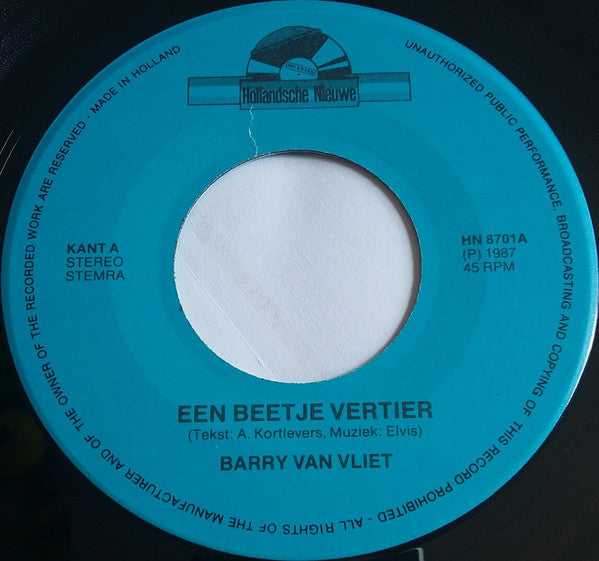 Hollandsche Nieuwe
KANT A
STEREO
STEMRA
HN 8701A
(P) 1987
45 RPM
EEN BEETJE VERTIER
(Tekst: A. Kortlevers, Muziek: Elvis)
BARRY VAN VLIET
UNAUTHORIZED PUBLIC PERFORMANCE, BROADCASTING AND COPYING OF THIS RECORD PROHIBITED - ALL RIGHTS OF THE MANUFACTURER AND OF THE OWNER OF THE RECORDED WORK ARE RESERVED - MADE IN HOLLAND